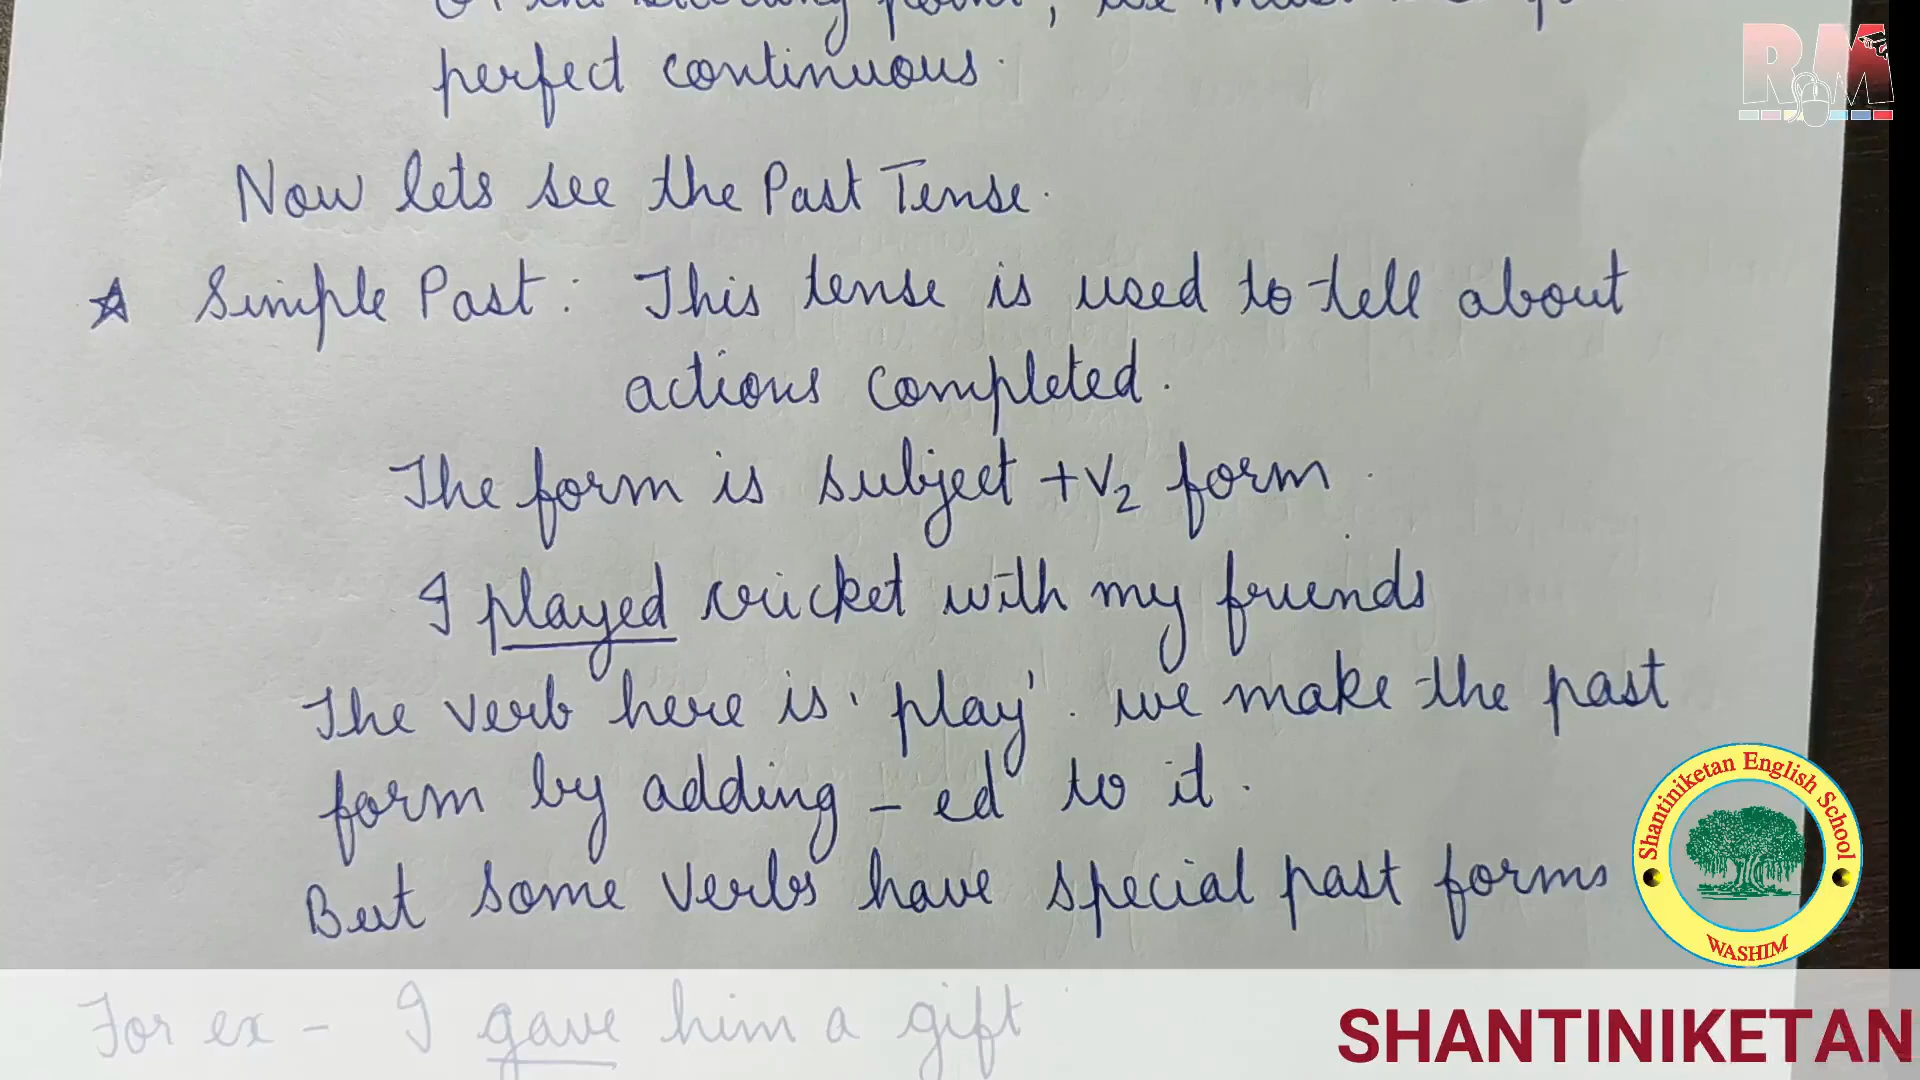 perfect continuous.
Now lets see the Past Tense.
☆ Simple Past : This tense is used to tell about
actions completed.
The form is subject + V2 form.
I played cricket with my friends
The verb here is 'play'. we make the past
form by adding - ed to it.
But some verbs have special past forms
For ex - I gave him a gift
RM
Shantiniketan English School
WASHIM
SHANTINIKETAN